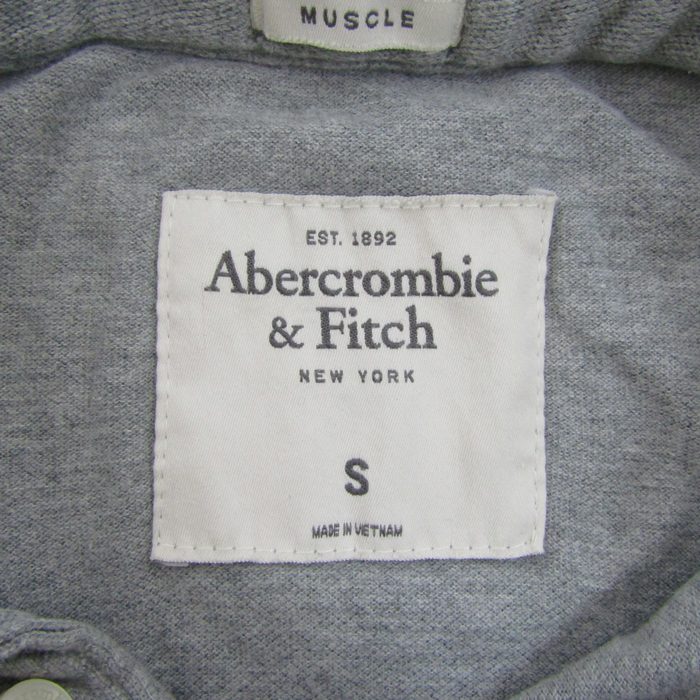 MUSCLE
EST. 1892
Abercrombie
& Fitch
NEW YORK
S
MADE IN VIETNAM